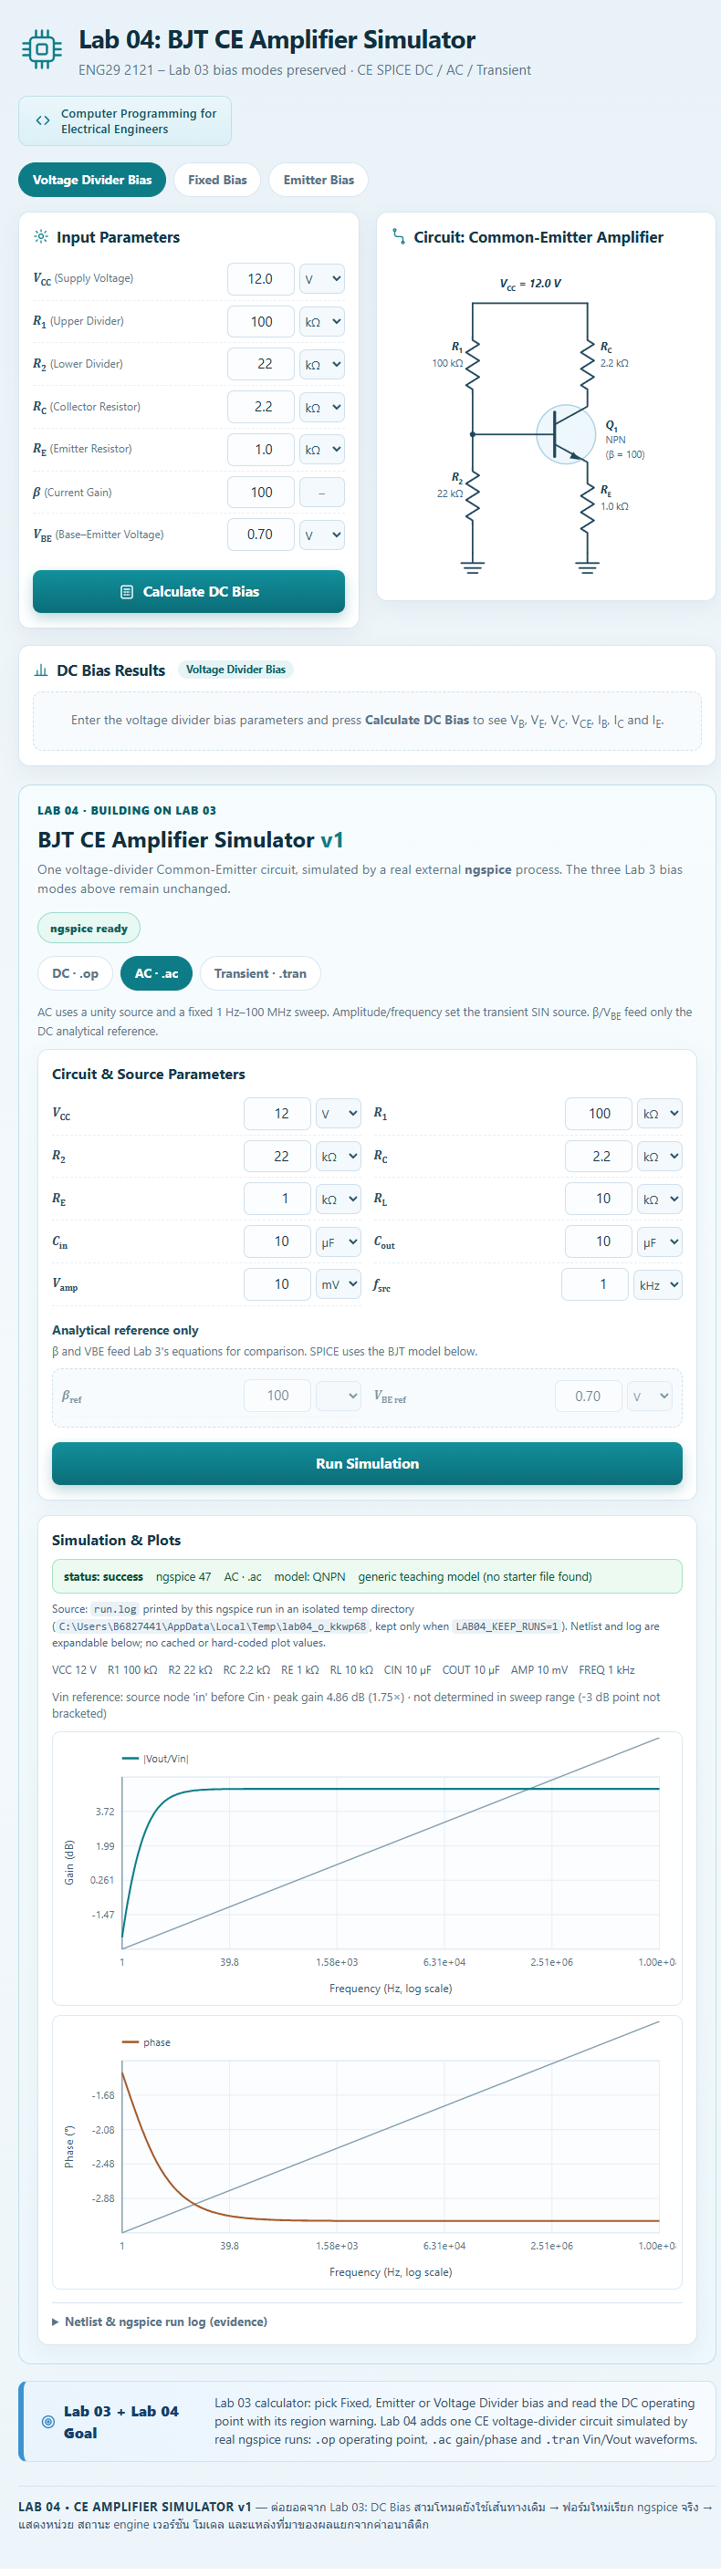 Lab 04: BJT CE Amplifier Simulator
ENG29 2121 – Lab 03 bias modes preserved · CE SPICE DC / AC / Transient
Computer Programming for
Electrical Engineers
Voltage Divider Bias
Fixed Bias
Emitter Bias
Input Parameters
VCC (Supply Voltage) 12.0 V
R1 (Upper Divider) 100 kΩ
R2 (Lower Divider) 22 kΩ
RC (Collector Resistor) 2.2 kΩ
RE (Emitter Resistor) 1.0 kΩ
β (Current Gain) 100 –
VBE (Base–Emitter Voltage) 0.70 V
Calculate DC Bias
Circuit: Common-Emitter Amplifier
VCC = 12.0 V
R1
100 kΩ
RC
2.2 kΩ
Q1
NPN
(β = 100)
R2
22 kΩ
RE
1.0 kΩ
DC Bias Results Voltage Divider Bias
Enter the voltage divider bias parameters and press Calculate DC Bias to see VB, VE, VC, VCE, IB, IC and IE.
LAB 04 · BUILDING ON LAB 03
BJT CE Amplifier Simulator v1
One voltage-divider Common-Emitter circuit, simulated by a real external ngspice process. The three Lab 3 bias
modes above remain unchanged.
ngspice ready
DC · .op
AC · .ac
Transient · .tran
AC uses a unity source and a fixed 1 Hz–100 MHz sweep. Amplitude/frequency set the transient SIN source. β/VBE feed only the
DC analytical reference.
Circuit & Source Parameters
VCC 12 V R1 100 kΩ
R2 22 kΩ RC 2.2 kΩ
RE 1 kΩ RL 10 kΩ
Cin 10 µF Cout 10 µF
Vamp 10 mV fsrc 1 kHz
Analytical reference only
β and VBE feed Lab 3's equations for comparison. SPICE uses the BJT model below.
βref 100 VBE ref 0.70 V
Run Simulation
Simulation & Plots
status: success ngspice 47 AC · .ac model: QNPN generic teaching model (no starter file found)
Source: run.log printed by this ngspice run in an isolated temp directory
(C:\Users\B6827441\AppData\Local\Temp\lab04_o_kkwp68, kept only when LAB04_KEEP_RUNS=1). Netlist and log are
expandable below; no cached or hard-coded plot values.
VCC 12 V R1 100 kΩ R2 22 kΩ RC 2.2 kΩ RE 1 kΩ RL 10 kΩ CIN 10 µF COUT 10 µF AMP 10 mV FREQ 1 kHz
Vin reference: source node 'in' before Cin · peak gain 4.86 dB (1.75×) · not determined in sweep range (-3 dB point not
bracketed)
|Vout/Vin|
Gain (dB)
3.72
1.99
0.261
-1.47
1 39.8 1.58e+03 6.31e+04 2.51e+06 1.00e+0
Frequency (Hz, log scale)
phase
Phase (°)
-1.68
-2.08
-2.48
-2.88
1 39.8 1.58e+03 6.31e+04 2.51e+06 1.00e+0
Frequency (Hz, log scale)
Netlist & ngspice run log (evidence)
Lab 03 + Lab 04
Goal
Lab 03 calculator: pick Fixed, Emitter or Voltage Divider bias and read the DC operating
point with its region warning. Lab 04 adds one CE voltage-divider circuit simulated by
real ngspice runs: .op operating point, .ac gain/phase and .tran Vin/Vout waveforms.
LAB 04 • CE AMPLIFIER SIMULATOR v1 — ต่อยอดจาก Lab 03: DC Bias สามโหมดยังใช้เส้นทางเดิม → ฟอร์มใหม่เรียก ngspice จริง →
แสดงหน่วย สถานะ engine เวอร์ชัน โมเดล และแหล่งที่มาของผลแยกจากค่าอนาลิติก